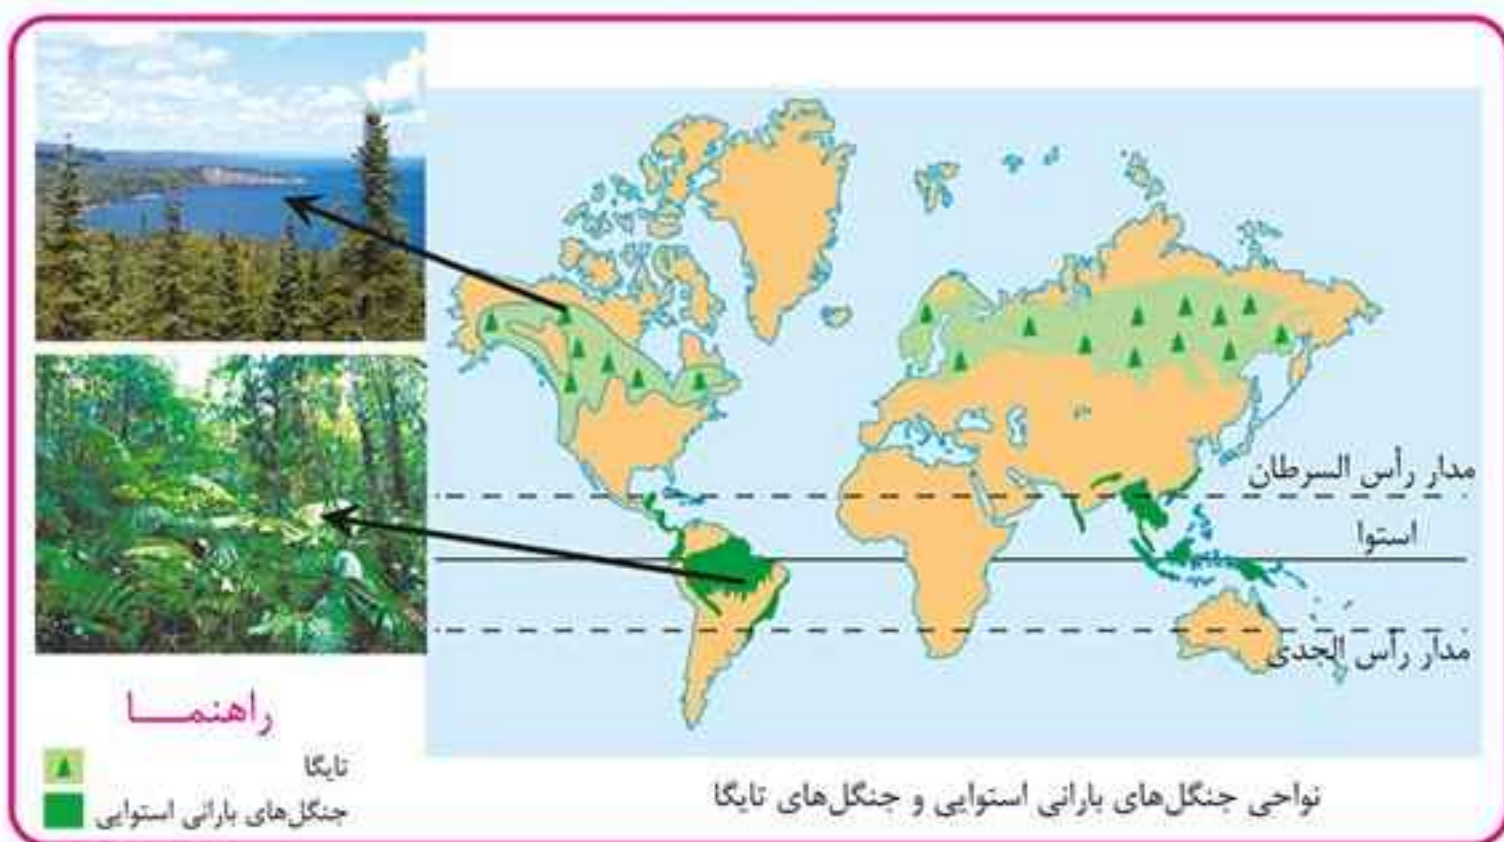 مدار رأس السرطان
استوا
مدار رأس الجدی
راهنمـــــا
تایگا
جنگل‌های بارانی استوایی
نواحی جنگل‌های بارانی استوایی و جنگل‌های تایگا